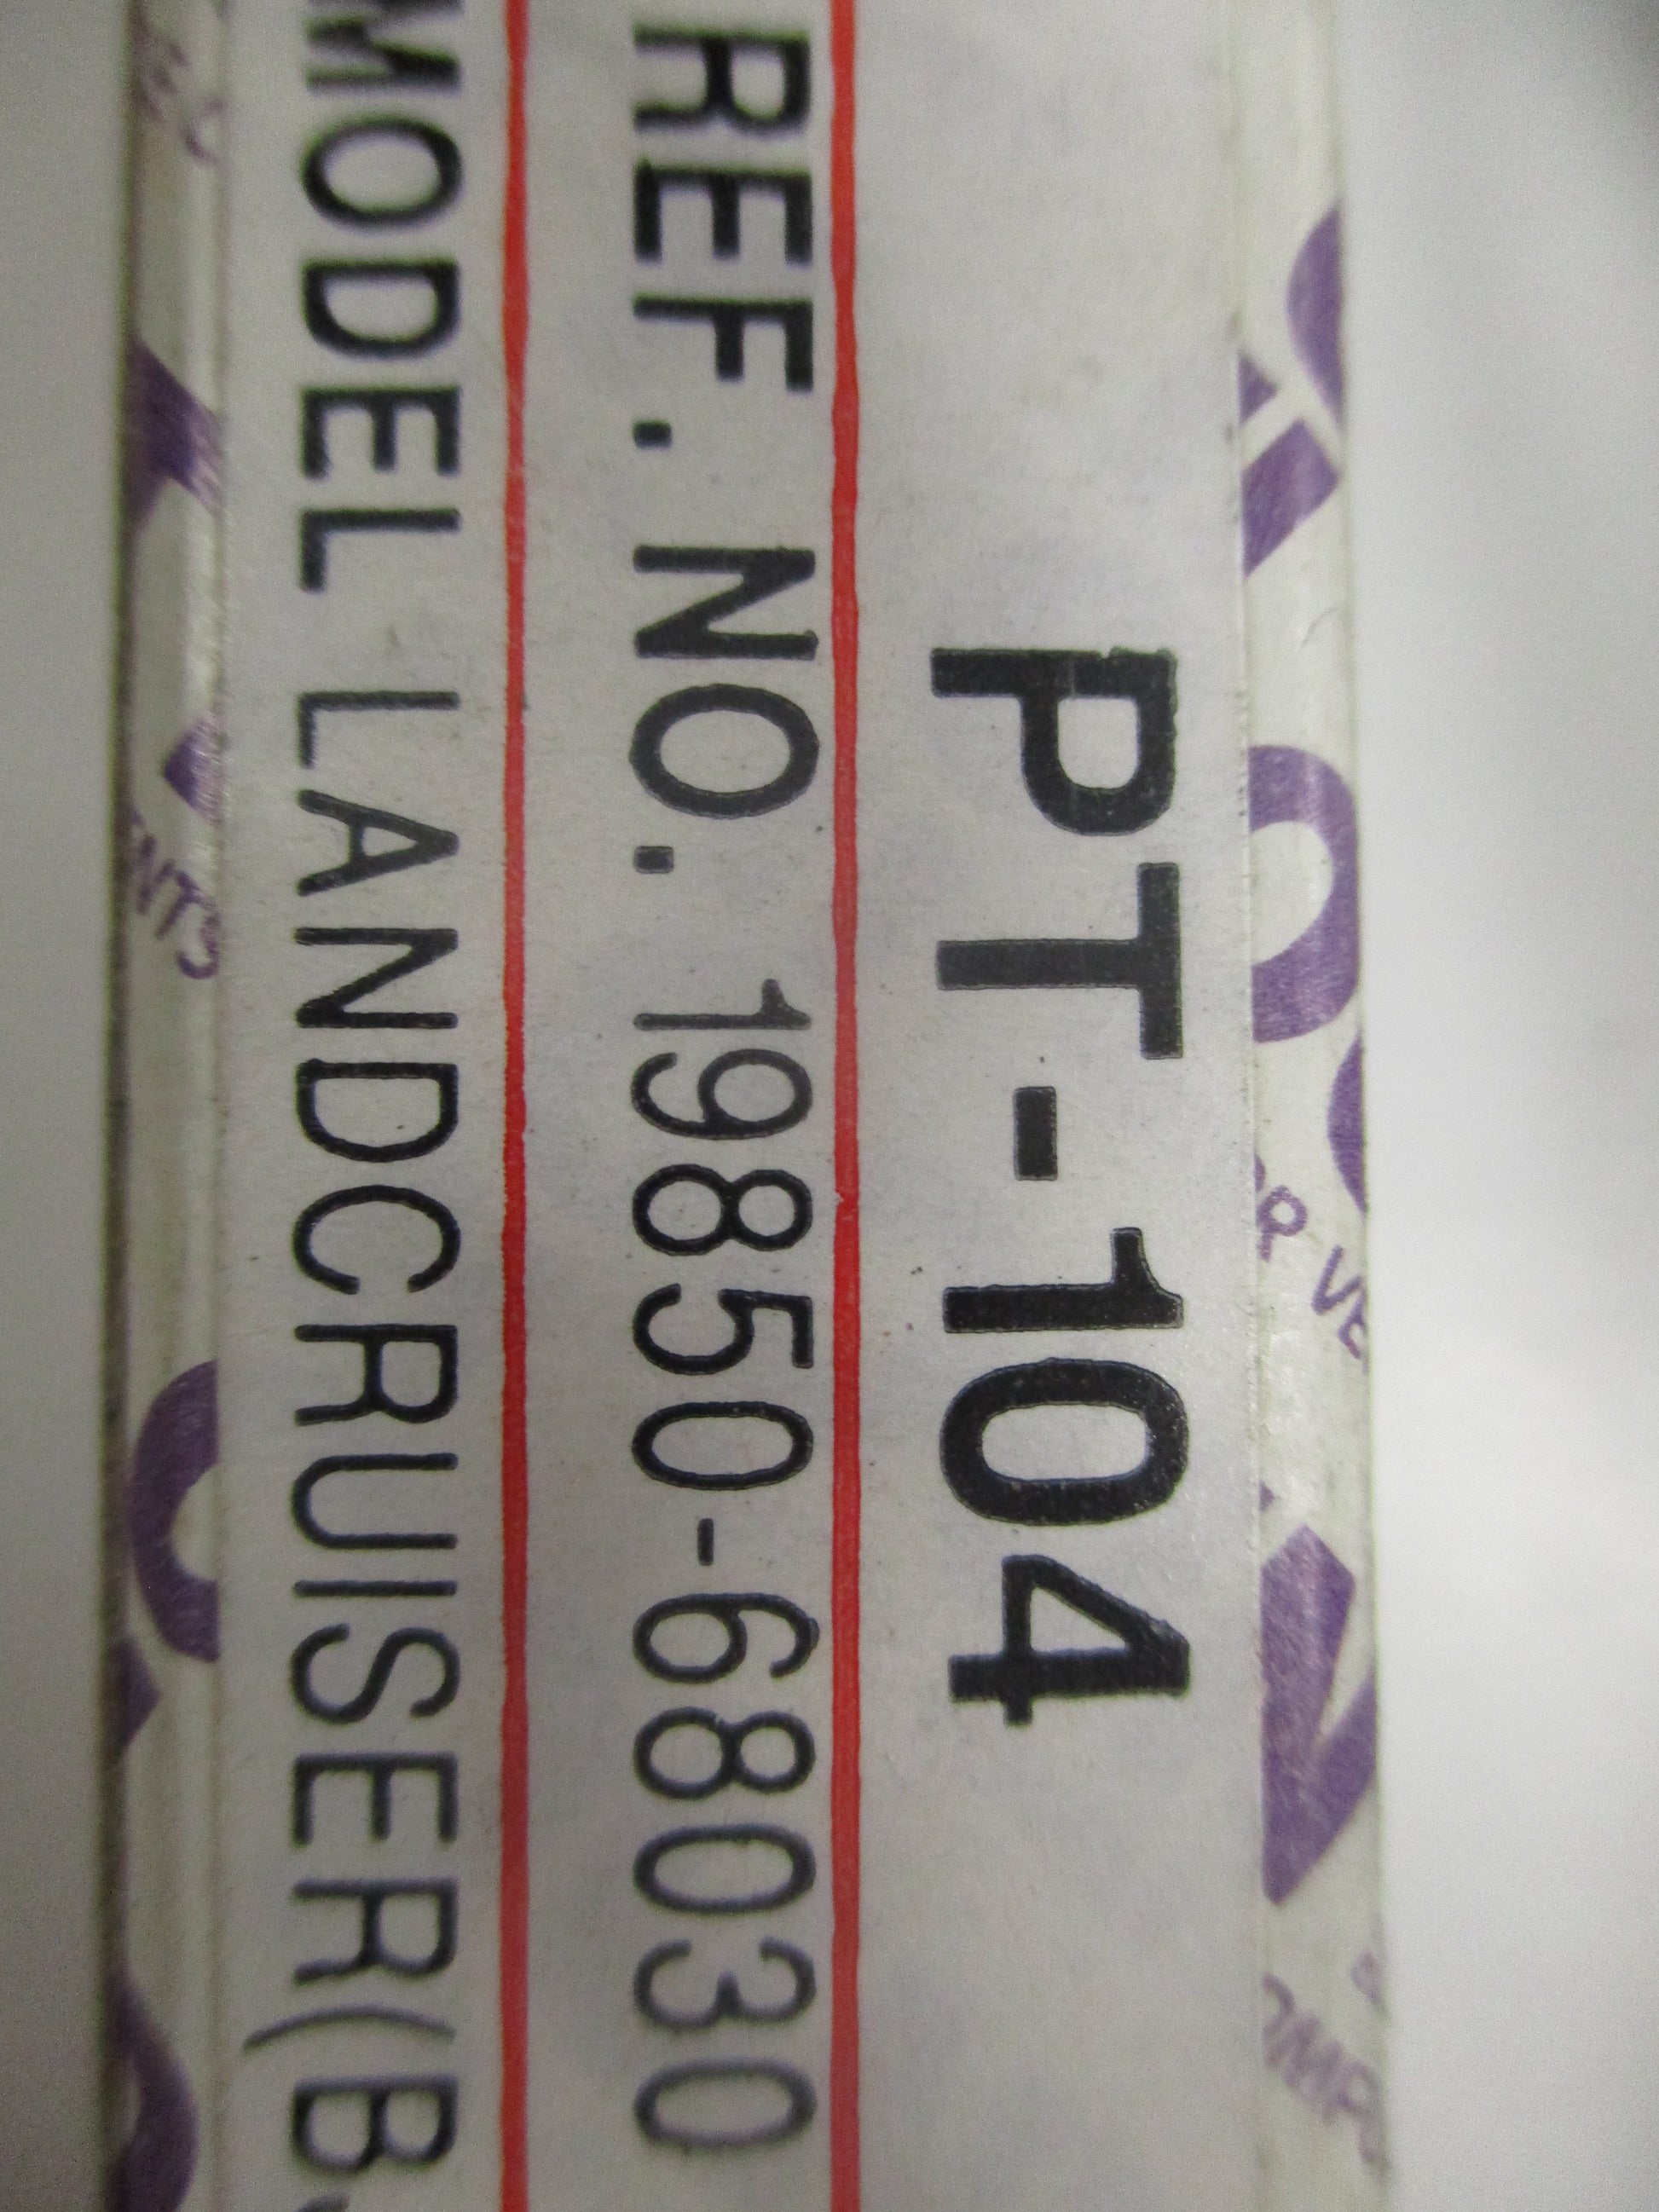 PT-104
REF. NO. 19850-68030
MODEL LANDCRUISER(B